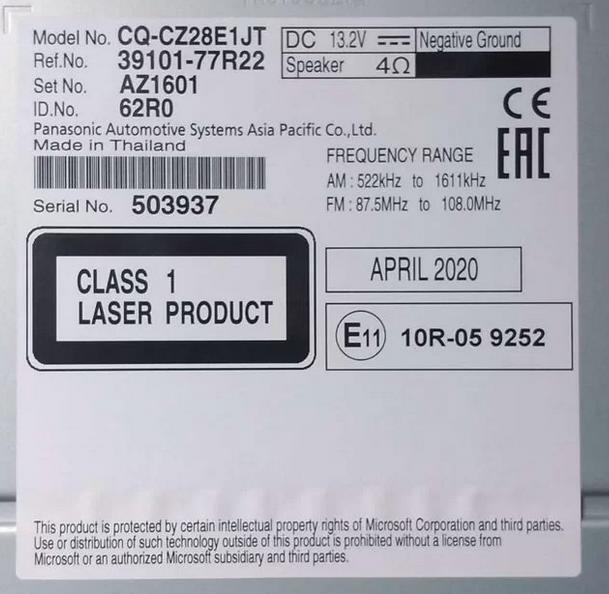 Model No. CQ-CZ28E1JT
Ref.No. 39101-77R22
Set No. AZ1601
ID.No. 62R0
DC 13.2V Negative Ground
Speaker 4Ω
Panasonic Automotive Systems Asia Pacific Co.,Ltd.
Made in Thailand
CE
EAC
Serial No. 503937
FREQUENCY RANGE
AM : 522kHz to 1611kHz
FM : 87.5MHz to 108.0MHz
CLASS 1
LASER PRODUCT
APRIL 2020
E11 10R-05 9252
This product is protected by certain intellectual property rights of Microsoft Corporation and third parties.
Use or distribution of such technology outside of this product is prohibited without a license from
Microsoft or an authorized Microsoft subsidiary and third parties.